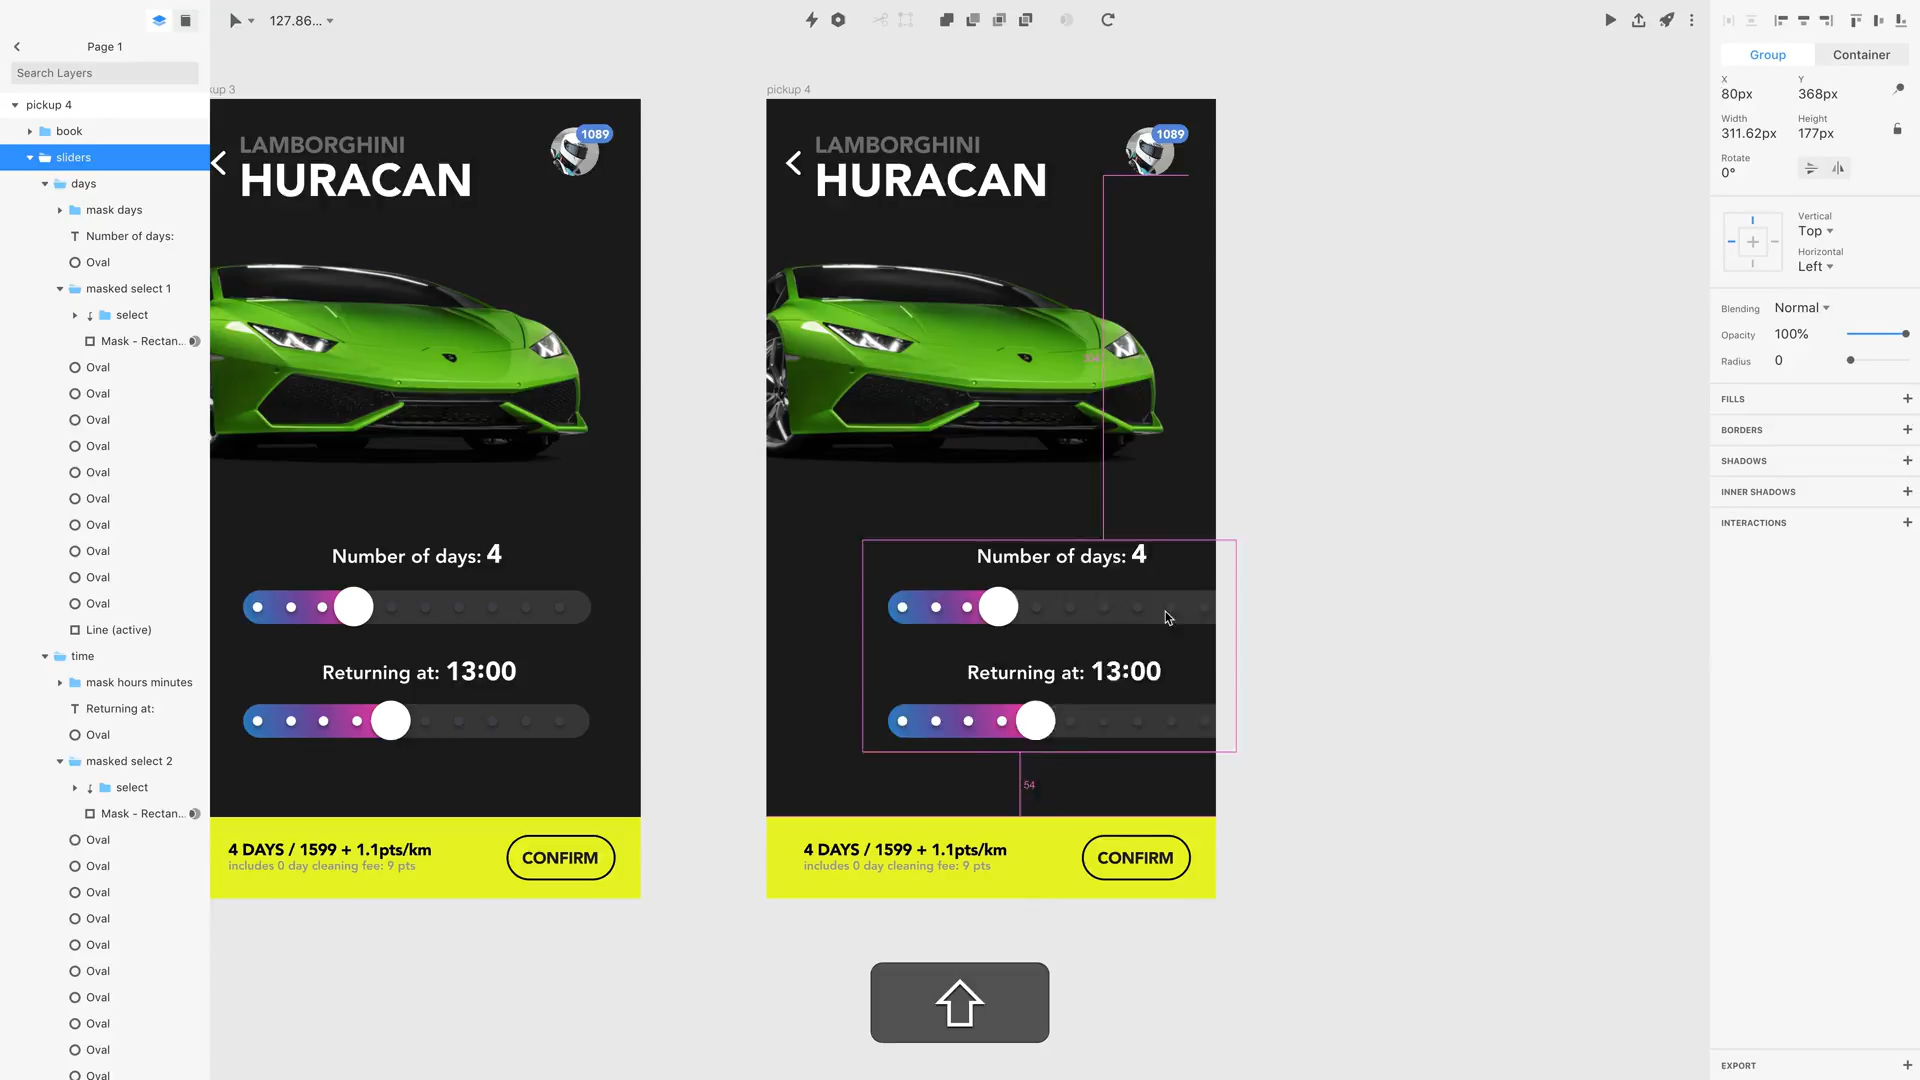 127.86...
Page 1
Search Layers
pickup 4
book
sliders
days
mask days
Number of days:
Oval
masked select 1
select
Mask - Rectan...
Oval
Oval
Oval
Oval
Oval
Oval
Oval
Oval
Oval
Oval
Line (active)
time
mask hours minutes
Returning at:
Oval
masked select 2
select
Mask - Rectan...
Oval
Oval
Oval
Oval
Oval
Oval
Oval
Oval
Oval
Oval
kup 3
LAMBORGHINI
HURACAN
1089
Number of days: 4
Returning at: 13:00
4 DAYS / 1599 + 1.1pts/km
includes 0 day cleaning fee: 9 pts
CONFIRM
pickup 4
LAMBORGHINI
HURACAN
1089
Number of days: 4
Returning at: 13:00
54
4 DAYS / 1599 + 1.1pts/km
includes 0 day cleaning fee: 9 pts
CONFIRM
Group
Container
X
Y
80px
368px
Width
Height
311.62px
177px
Rotate
0°
Vertical
Top
Horizontal
Left
Blending
Normal
Opacity
100%
Radius
0
FILLS
BORDERS
SHADOWS
INNER SHADOWS
INTERACTIONS
EXPORT